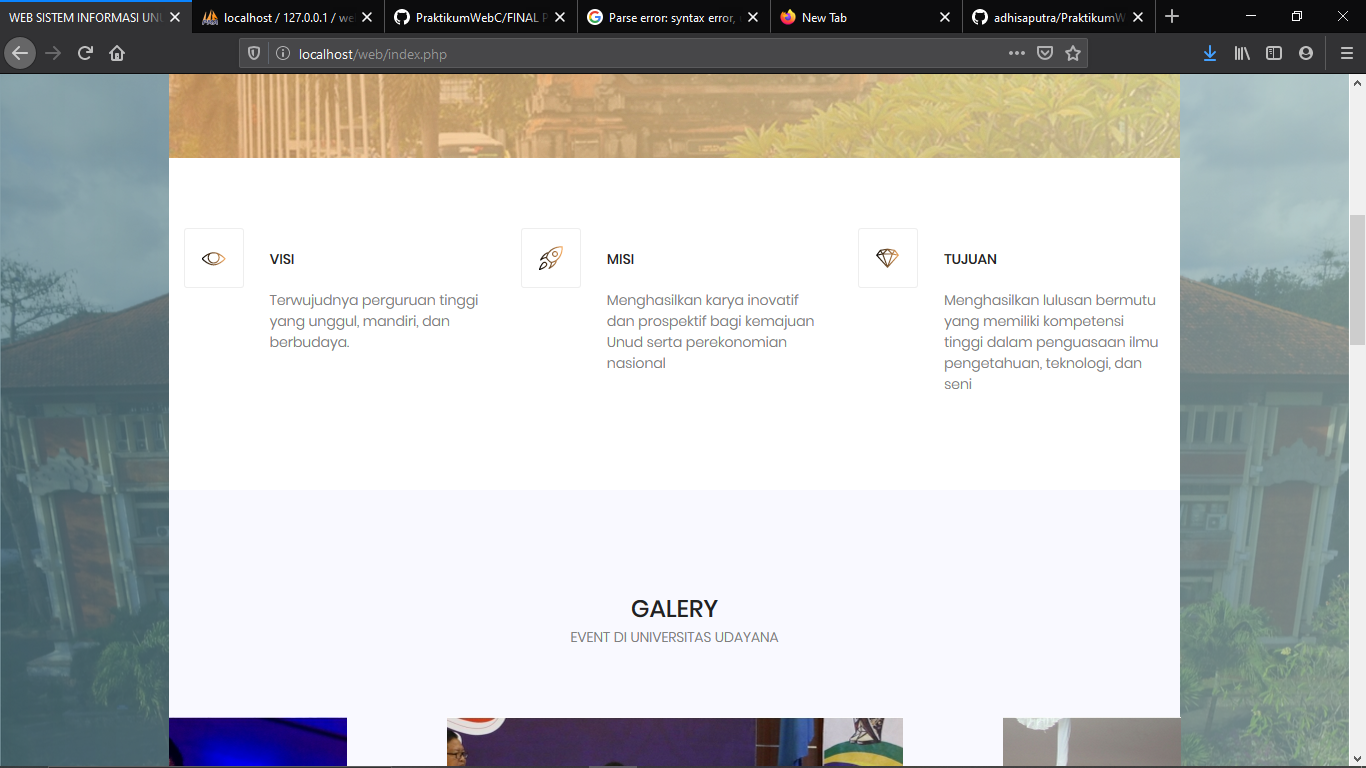 WEB SISTEM INFORMASI UNU
localhost / 127.0.0.1 / we
PraktikumWebC/FINAL P
Parse error: syntax error,
New Tab
adhisaputra/PraktikumW
localhost/web/index.php
VISI
Terwujudnya perguruan tinggi
yang unggul, mandiri, dan
berbudaya.
MISI
Menghasilkan karya inovatif
dan prospektif bagi kemajuan
Unud serta perekonomian
nasional
TUJUAN
Menghasilkan lulusan bermutu
yang memiliki kompetensi
tinggi dalam penguasaan ilmu
pengetahuan, teknologi, dan
seni
GALERY
EVENT DI UNIVERSITAS UDAYANA